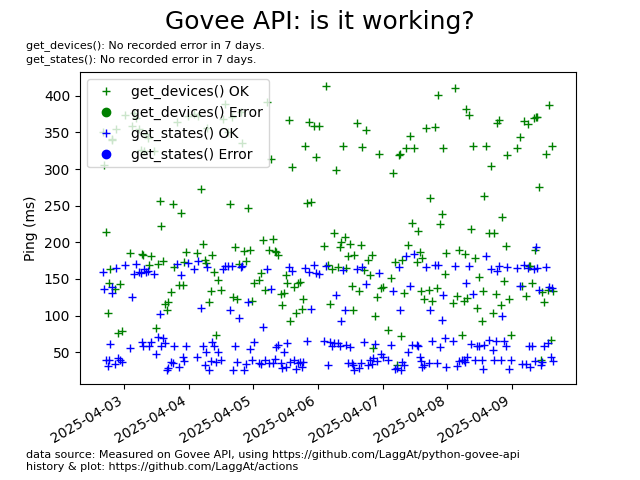 Govee API: is it working?
get_devices(): No recorded error in 7 days.
get_states(): No recorded error in 7 days.
get_devices() OK
get_devices() Error
get_states() OK
get_states() Error
Ping (ms)
400
350
300
250
200
150
100
50
2025-04-03
2025-04-04
2025-04-05
2025-04-06
2025-04-07
2025-04-08
2025-04-09
data source: Measured on Govee API, using https://github.com/LaggAt/python-govee-api
history & plot: https://github.com/LaggAt/actions